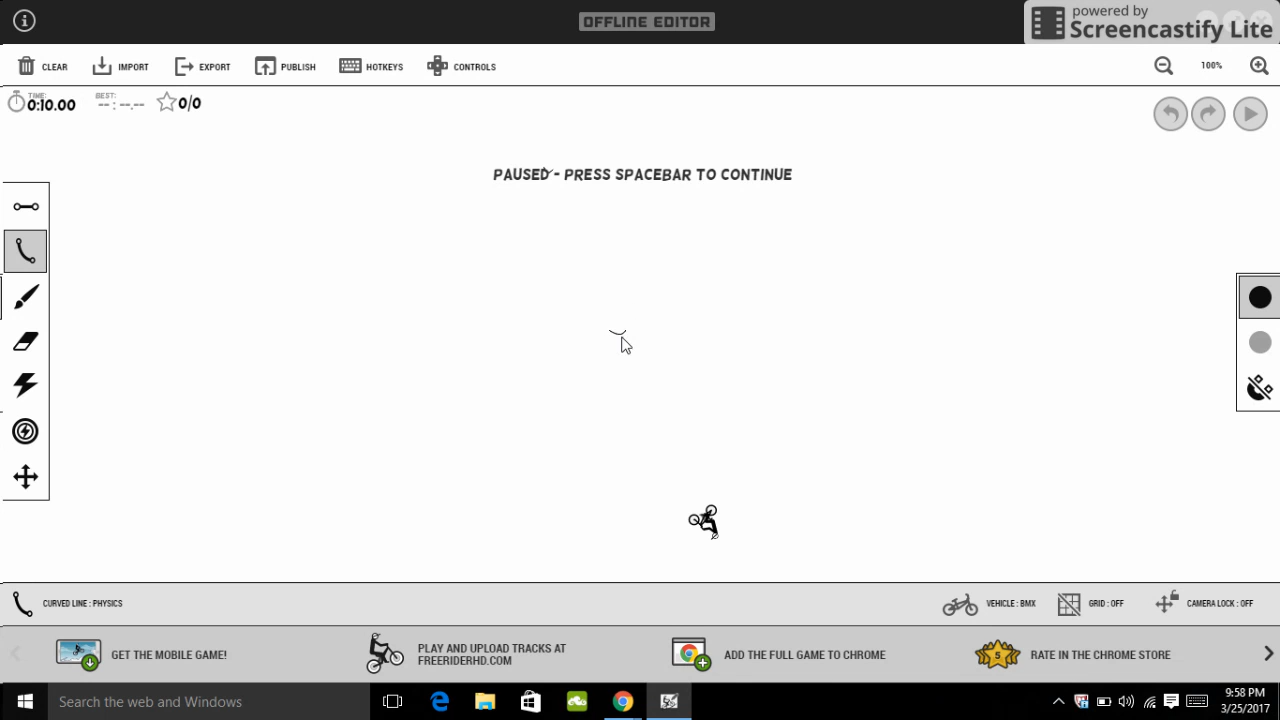 OFFLINE EDITOR
powered by
Screencastify Lite
CLEAR
IMPORT
EXPORT
PUBLISH
HOTKEYS
CONTROLS
100%
TIME:
0:10.00
BEST:
-- : --.--
0/0
PAUSED - PRESS SPACEBAR TO CONTINUE
CURVED LINE : PHYSICS
VEHICLE : BMX
GRID : OFF
CAMERA LOCK : OFF
GET THE MOBILE GAME!
PLAY AND UPLOAD TRACKS AT
FREERIDERHD.COM
ADD THE FULL GAME TO CHROME
5
RATE IN THE CHROME STORE
Search the web and Windows
9:58 PM
3/25/2017